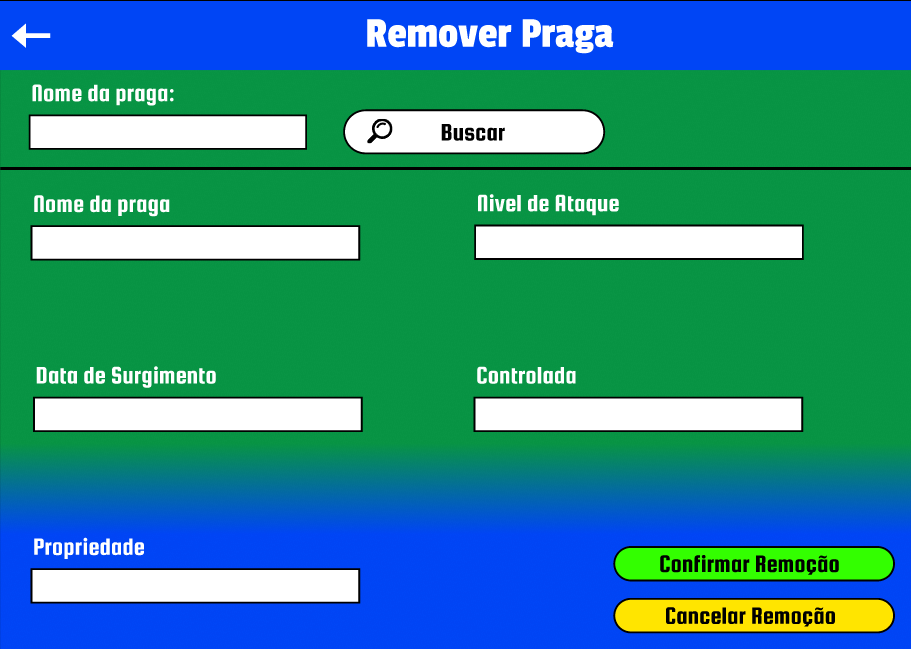 Remover Praga
Nome da praga:
Buscar
Nome da praga
Nivel de Ataque
Data de Surgimento
Controlada
Propriedade
Confirmar Remoção
Cancelar Remoção